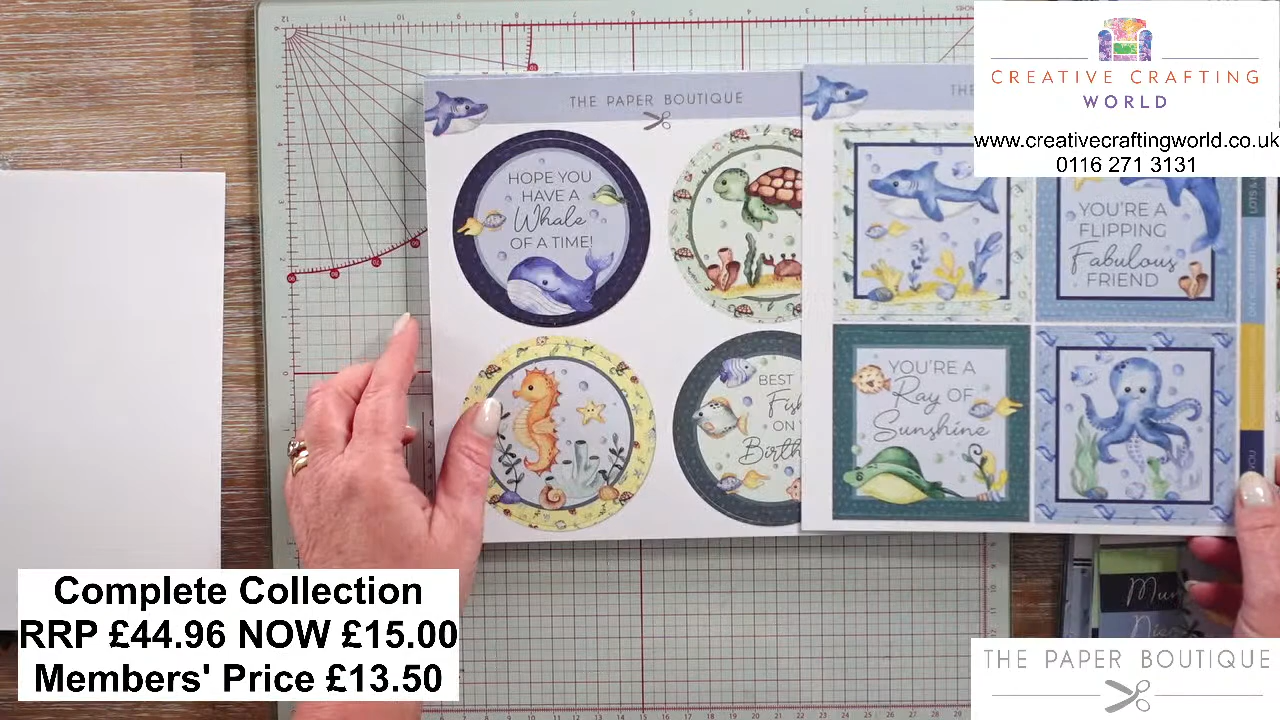 CREATIVE CRAFTING
WORLD
www.creativecraftingworld.co.uk
0116 271 3131
THE PAPER BOUTIQUE
HOPE YOU
HAVE A
Whale
OF A TIME!
BEST
ON
YOU'RE A
FLIPPING
Fabulous
FRIEND
YOU'RE A
Ray OF
Sunshine
Complete Collection
RRP £44.96 NOW £15.00
Members' Price £13.50
THE PAPER BOUTIQUE